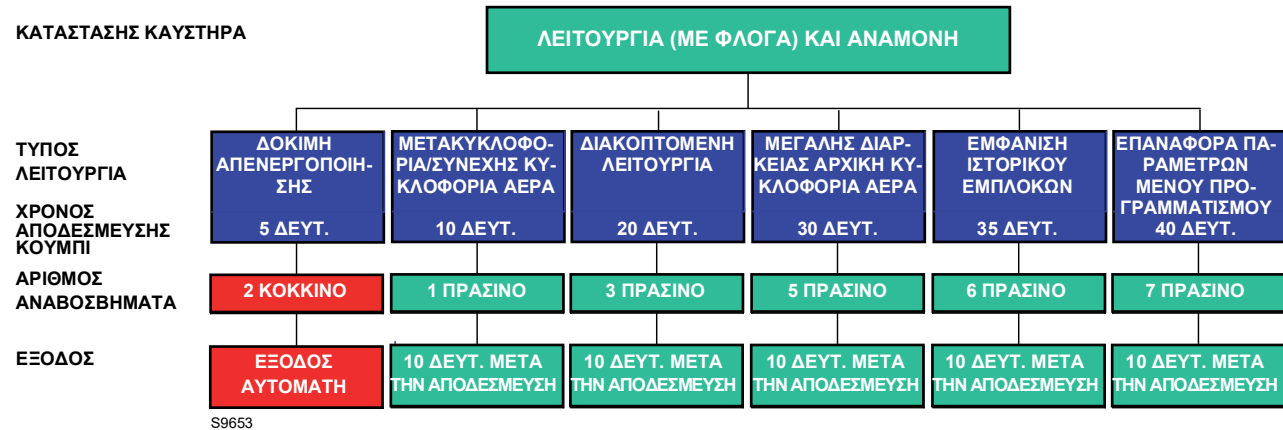 ΚΑΤΑΣΤΑΣΗΣ ΚΑΥΣΤΗΡΑ
ΛΕΙΤΟΥΡΓΙΑ (ΜΕ ΦΛΟΓΑ) ΚΑΙ ΑΝΑΜΟΝΗ
ΤΥΠΟΣ
ΛΕΙΤΟΥΡΓΙΑ
ΔΟΚΙΜΗ
ΑΠΕΝΕΡΓΟΠΟΙΗ-
ΣΗΣ
ΜΕΤΑΚΥΚΛΟΦΟ-
ΡΙΑ/ΣΥΝΕΧΗΣ ΚΥ-
ΚΛΟΦΟΡΙΑ ΑΕΡΑ
ΔΙΑΚΟΠΤΟΜΕΝΗ
ΛΕΙΤΟΥΡΓΙΑ
ΜΕΓΑΛΗΣ ΔΙΑΡ-
ΚΕΙΑΣ ΑΡΧΙΚΗ ΚΥ-
ΚΛΟΦΟΡΙΑ ΑΕΡΑ
ΕΜΦΑΝΙΣΗ
ΙΣΤΟΡΙΚΟΥ
ΕΜΠΛΟΚΩΝ
ΕΠΑΝΑΦΟΡΑ ΠΑ-
ΡΑΜΕΤΡΩΝ
ΜΕΝΟΥ ΠΡΟ-
ΓΡΑΜΜΑΤΙΣΜΟΥ
ΧΡΟΝΟΣ
ΑΠΟΔΕΣΜΕΥΣΗΣ
ΚΟΥΜΠΙ
5 ΔΕΥΤ.
10 ΔΕΥΤ.
20 ΔΕΥΤ.
30 ΔΕΥΤ.
35 ΔΕΥΤ.
40 ΔΕΥΤ.
ΑΡΙΘΜΟΣ
ΑΝΑΒΟΣΒΗΜΑΤΑ
2 ΚΟΚΚΙΝΟ
1 ΠΡΑΣΙΝΟ
3 ΠΡΑΣΙΝΟ
5 ΠΡΑΣΙΝΟ
6 ΠΡΑΣΙΝΟ
7 ΠΡΑΣΙΝΟ
ΕΞΟΔΟΣ
ΕΞΟΔΟΣ
ΑΥΤΟΜΑΤΗ
10 ΔΕΥΤ. ΜΕΤΑ
ΤΗΝ ΑΠΟΔΕΣΜΕΥΣΗ
10 ΔΕΥΤ. ΜΕΤΑ
ΤΗΝ ΑΠΟΔΕΣΜΕΥΣΗ
10 ΔΕΥΤ. ΜΕΤΑ
ΤΗΝ ΑΠΟΔΕΣΜΕΥΣΗ
10 ΔΕΥΤ. ΜΕΤΑ
ΤΗΝ ΑΠΟΔΕΣΜΕΥΣΗ
10 ΔΕΥΤ. ΜΕΤΑ
ΤΗΝ ΑΠΟΔΕΣΜΕΥΣΗ
S9653